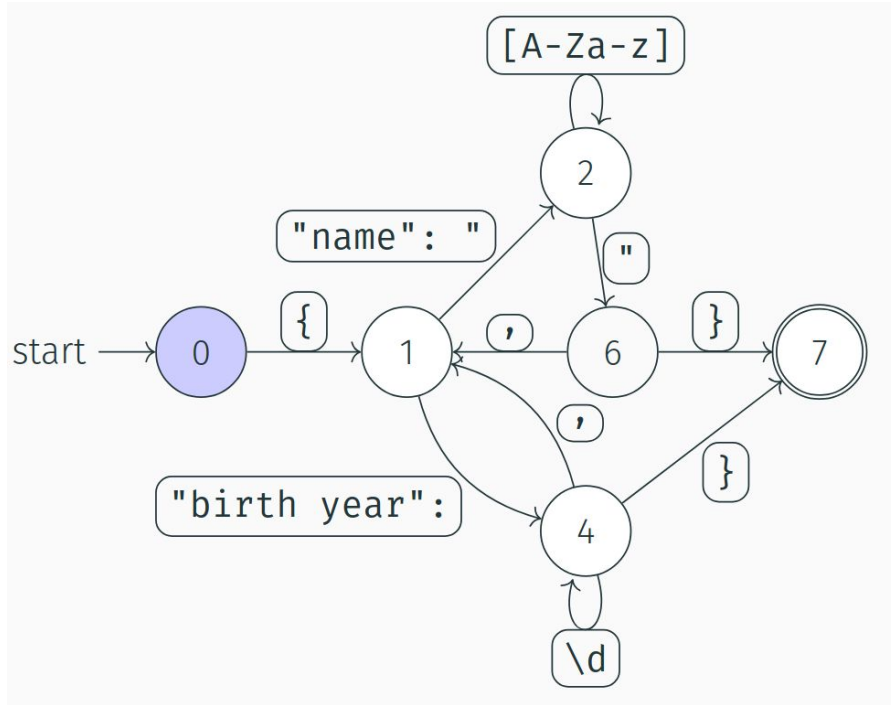 [A-Za-z]
2
"name": "
"
start
0
{
1
,
6
}
7
,
"birth year":
}
4
\d